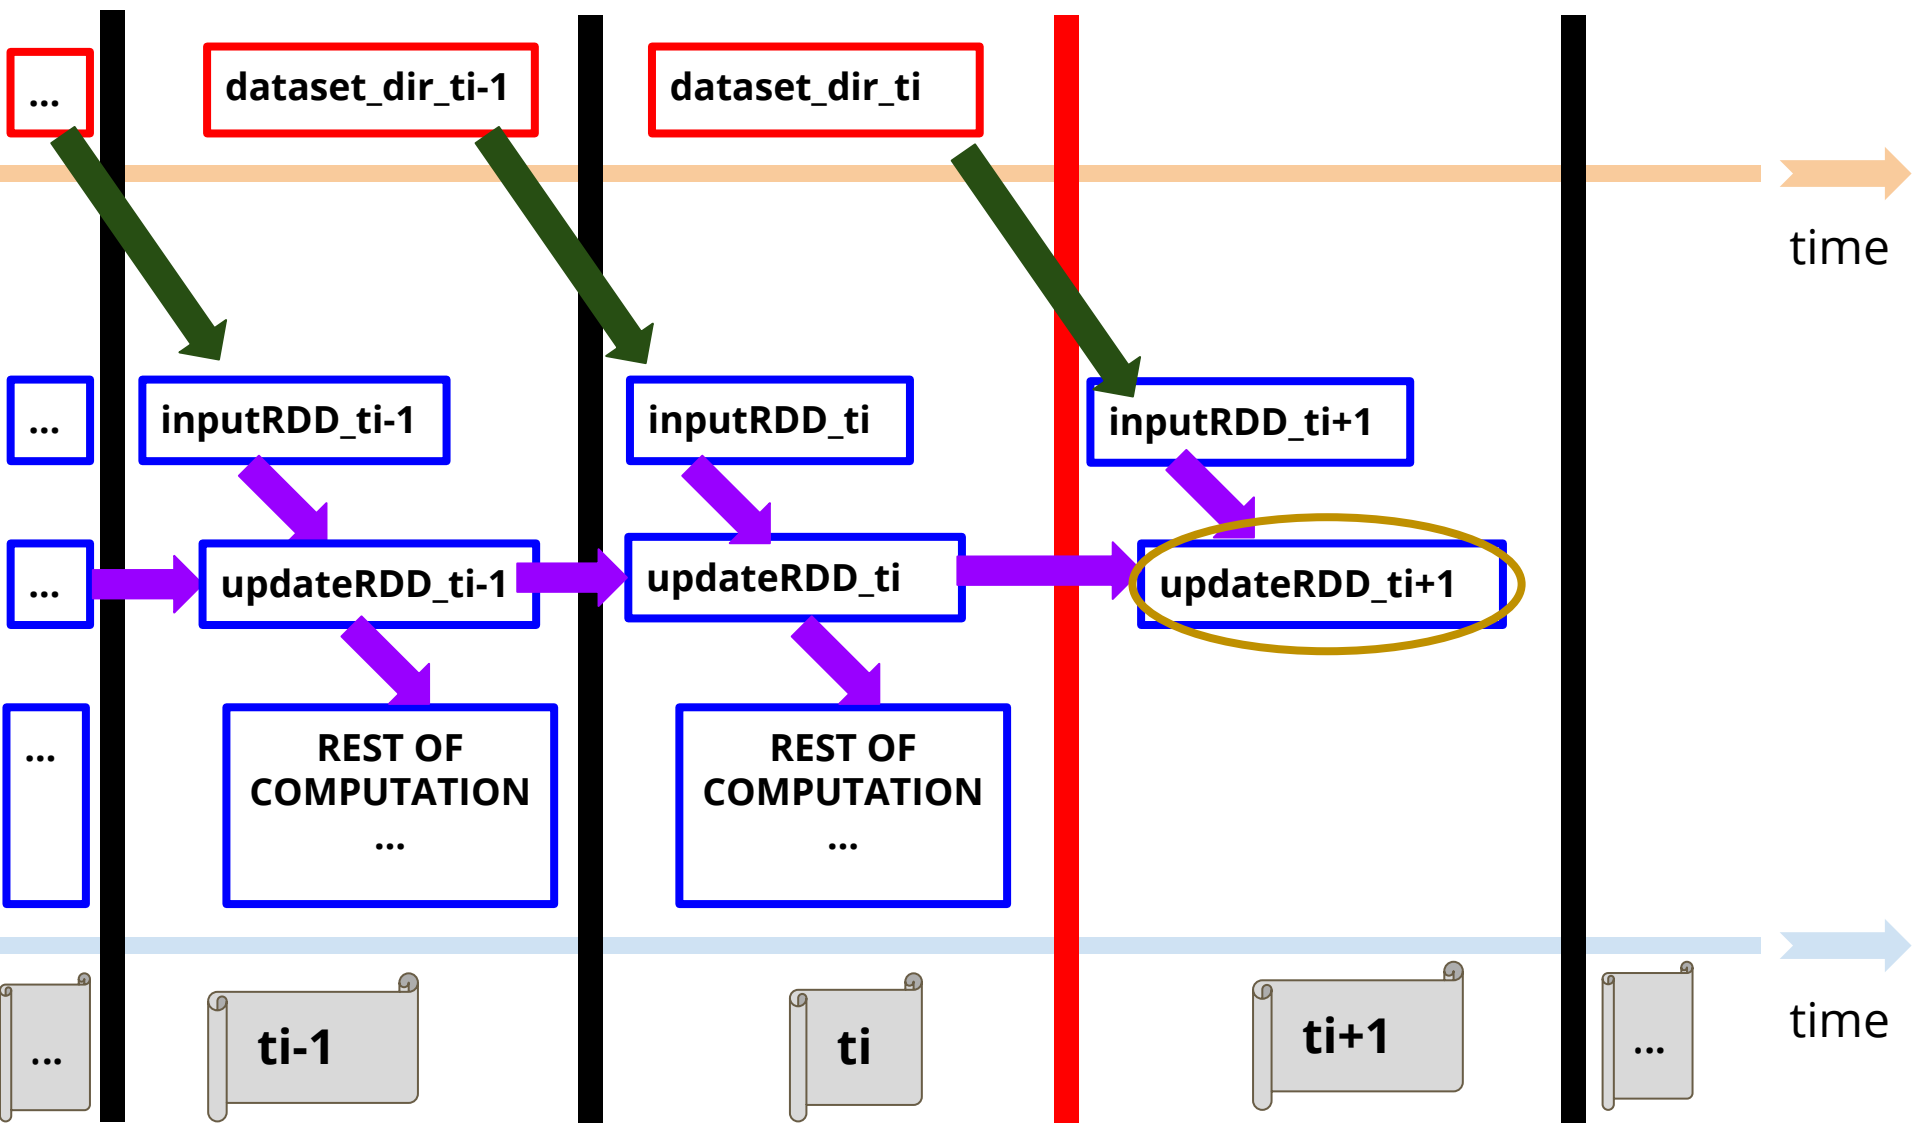 ...
dataset_dir_ti-1
dataset_dir_ti
time
...
inputRDD_ti-1
inputRDD_ti
inputRDD_ti+1
...
updateRDD_ti-1
updateRDD_ti
updateRDD_ti+1
...
REST OF
COMPUTATION
...
REST OF
COMPUTATION
...
...
ti-1
ti
ti+1
...
time